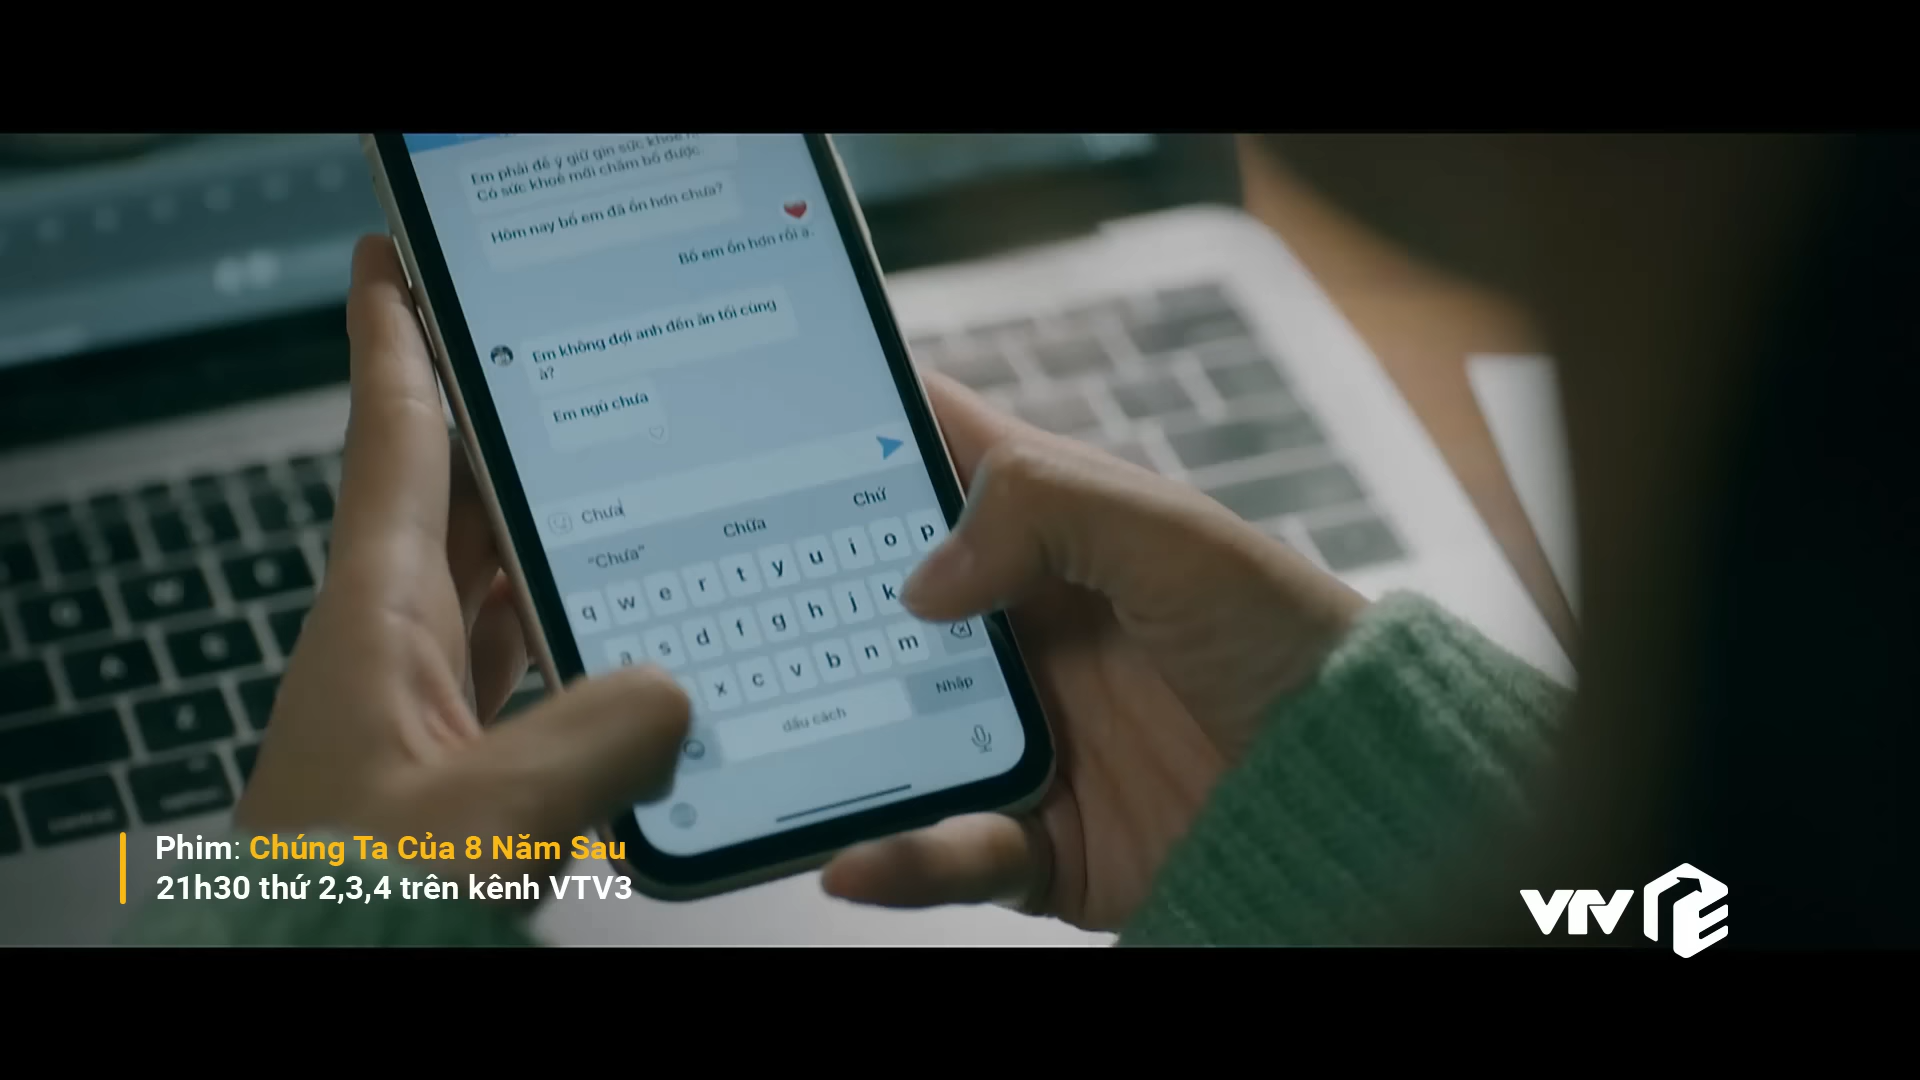 Em phải để ý giữ gìn sức khoẻ
Có sức khoẻ mới chăm bố được.
Hôm nay bố em đã ổn hơn chưa?
Bố em ổn hơn rồi ạ.
Em không đợi anh đến ăn tối cùng
à?
Em ngủ chưa
Chưa
"Chưa" Chữa Chứ
q w e r t y u i o p
a s d f g h j k
x c v b n m
dấu cách Nhập
Phim: Chúng Ta Của 8 Năm Sau
21h30 thứ 2,3,4 trên kênh VTV3
VTV